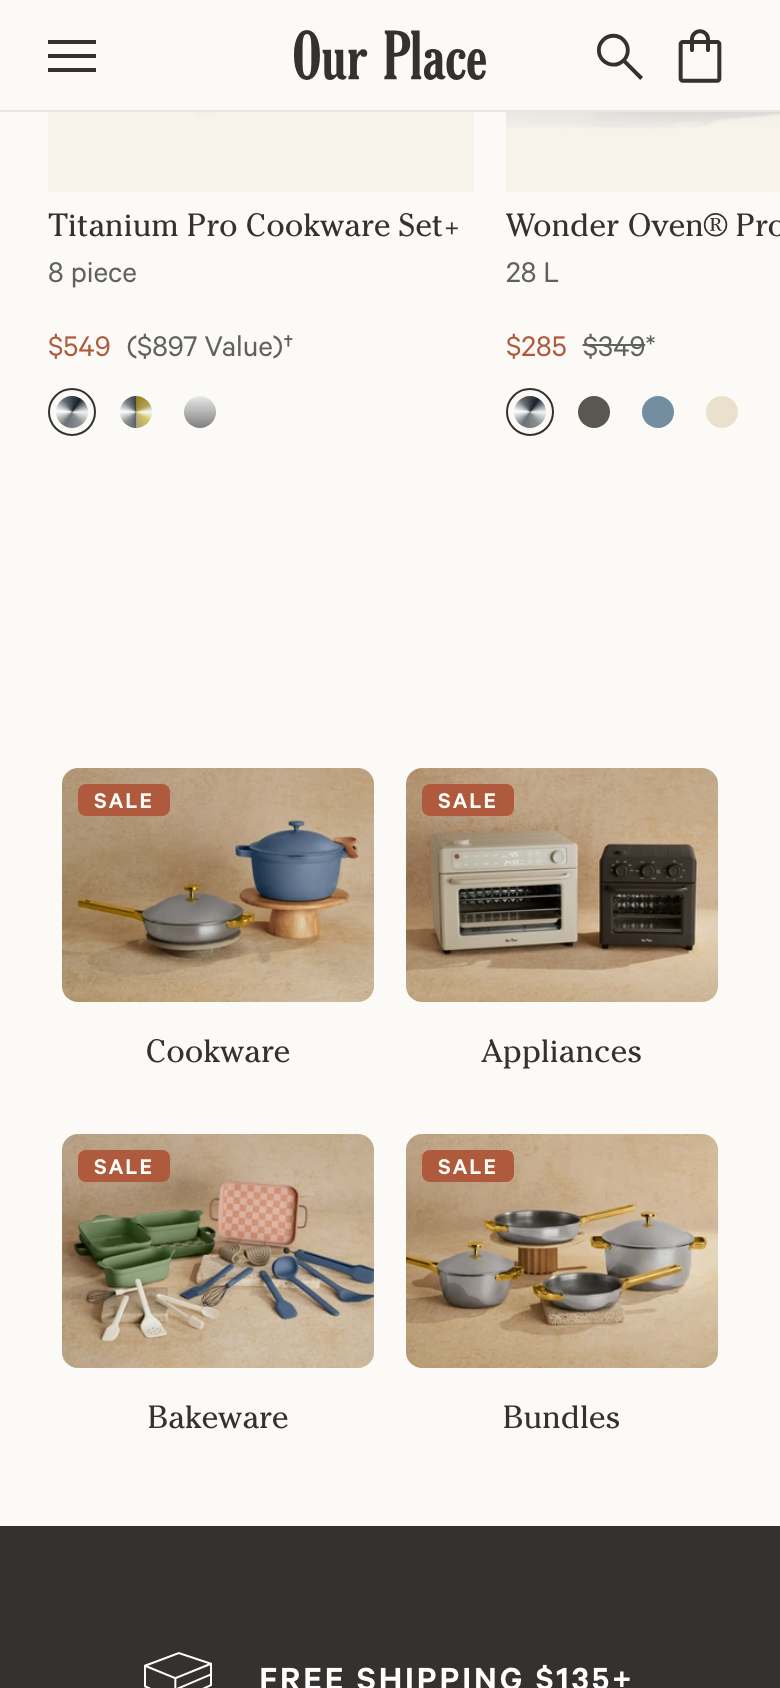 Our Place
Titanium Pro Cookware Set+
8 piece
$549 ($897 Value)†
Wonder Oven® Pro
28 L
$285 $349*
SALE
SALE
Cookware
Appliances
SALE
SALE
Bakeware
Bundles
FREE SHIPPING $135+